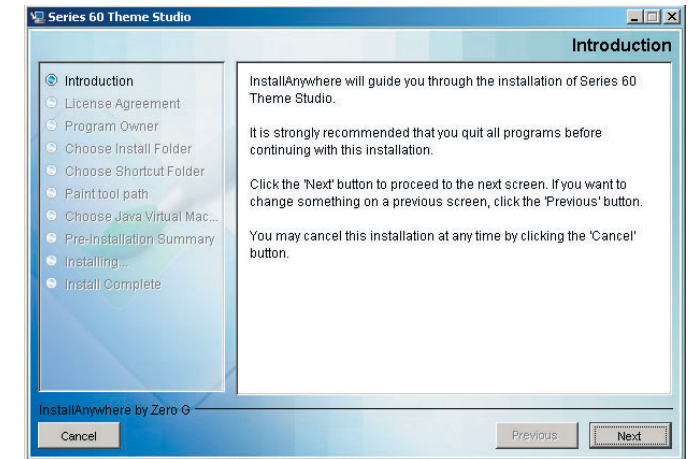 Series 60 Theme Studio
Introduction
Introduction
License Agreement
Program Owner
Choose Install Folder
Choose Shortcut Folder
Paint tool path
Choose Java Virtual Mac...
Pre-Installation Summary
Installing...
Install Complete
InstallAnywhere will guide you through the installation of Series 60
Theme Studio.
It is strongly recommended that you quit all programs before
continuing with this installation.
Click the 'Next' button to proceed to the next screen. If you want to
change something on a previous screen, click the 'Previous' button.
You may cancel this installation at any time by clicking the 'Cancel'
button.
InstallAnywhere by Zero G
Cancel
Previous
Next